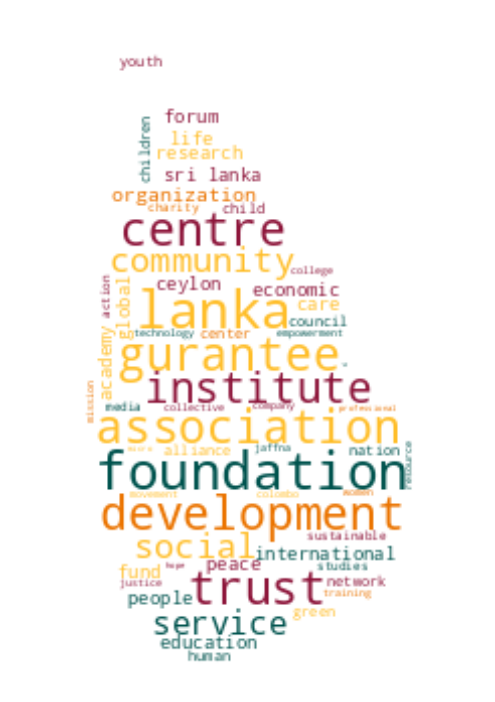 youth
forum
children
life
research
sri lanka
organization
charity child
centre
community
college
action
ceylon
economic
global
lanka
care
council
technology center empowerment
academy
gurantee
institute
mission
media collective company professional
association
micro alliance jaffna nation
resource
foundation
movement colombo women
development
sustainable
social
international
fund hope peace studies
justice trust network
people training
green
service
education
human